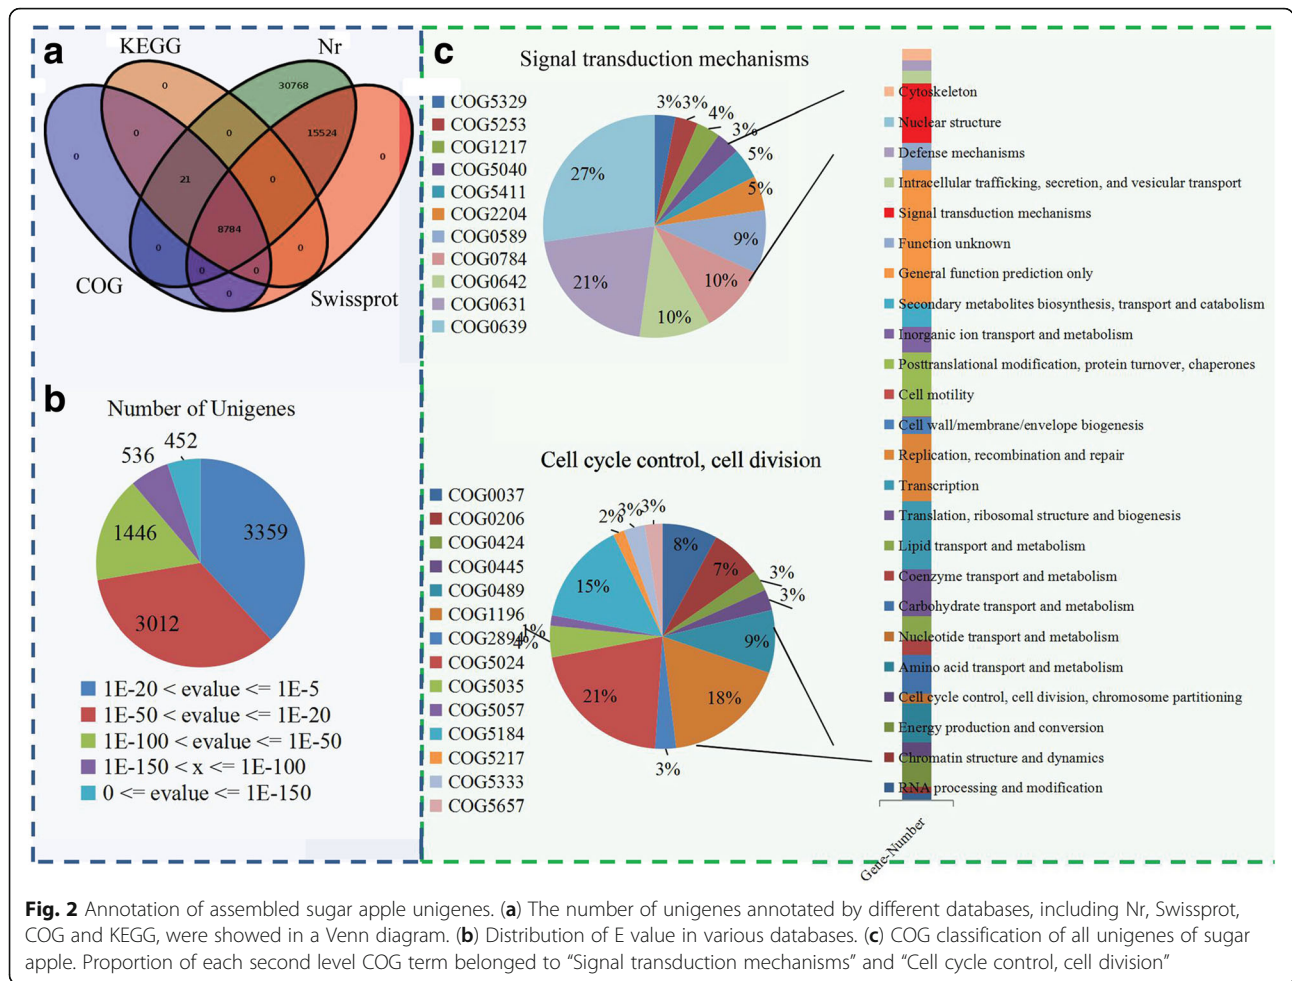 a
KEGG
Nr
0
30768
0
0
15524
0
0
21
0
8784
0
0
0
0
0
COG
Swissprot
b
Number of Unigenes
452
536
1446
3359
3012
1E-20 < evalue <= 1E-5
1E-50 < evalue <= 1E-20
1E-100 < evalue <= 1E-50
1E-150 < x <= 1E-100
0 <= evalue <= 1E-150
c
Signal transduction mechanisms
COG5329
COG5253
COG1217
COG5040
COG5411
COG2204
COG0589
COG0784
COG0642
COG0631
COG0639
3%
3%
4%
3%
5%
5%
9%
10%
10%
21%
27%
Cell cycle control, cell division
COG0037
COG0206
COG0424
COG0445
COG0489
COG1196
COG2894
COG5024
COG5035
COG5057
COG5184
COG5217
COG5333
COG5657
8%
7%
3%
3%
9%
18%
3%
21%
4%
1%
15%
2%
3%
3%
Cytoskeleton
Nuclear structure
Defense mechanisms
Intracellular trafficking, secretion, and vesicular transport
Signal transduction mechanisms
Function unknown
General function prediction only
Secondary metabolites biosynthesis, transport and catabolism
Inorganic ion transport and metabolism
Posttranslational modification, protein turnover, chaperones
Cell motility
Cell wall/membrane/envelope biogenesis
Replication, recombination and repair
Transcription
Translation, ribosomal structure and biogenesis
Lipid transport and metabolism
Coenzyme transport and metabolism
Carbohydrate transport and metabolism
Nucleotide transport and metabolism
Amino acid transport and metabolism
Cell cycle control, cell division, chromosome partitioning
Energy production and conversion
Chromatin structure and dynamics
RNA processing and modification
Gene-Number
Fig. 2 Annotation of assembled sugar apple unigenes. (a) The number of unigenes annotated by different databases, including Nr, Swissprot,
COG and KEGG, were showed in a Venn diagram. (b) Distribution of E value in various databases. (c) COG classification of all unigenes of sugar
apple. Proportion of each second level COG term belonged to “Signal transduction mechanisms” and “Cell cycle control, cell division”